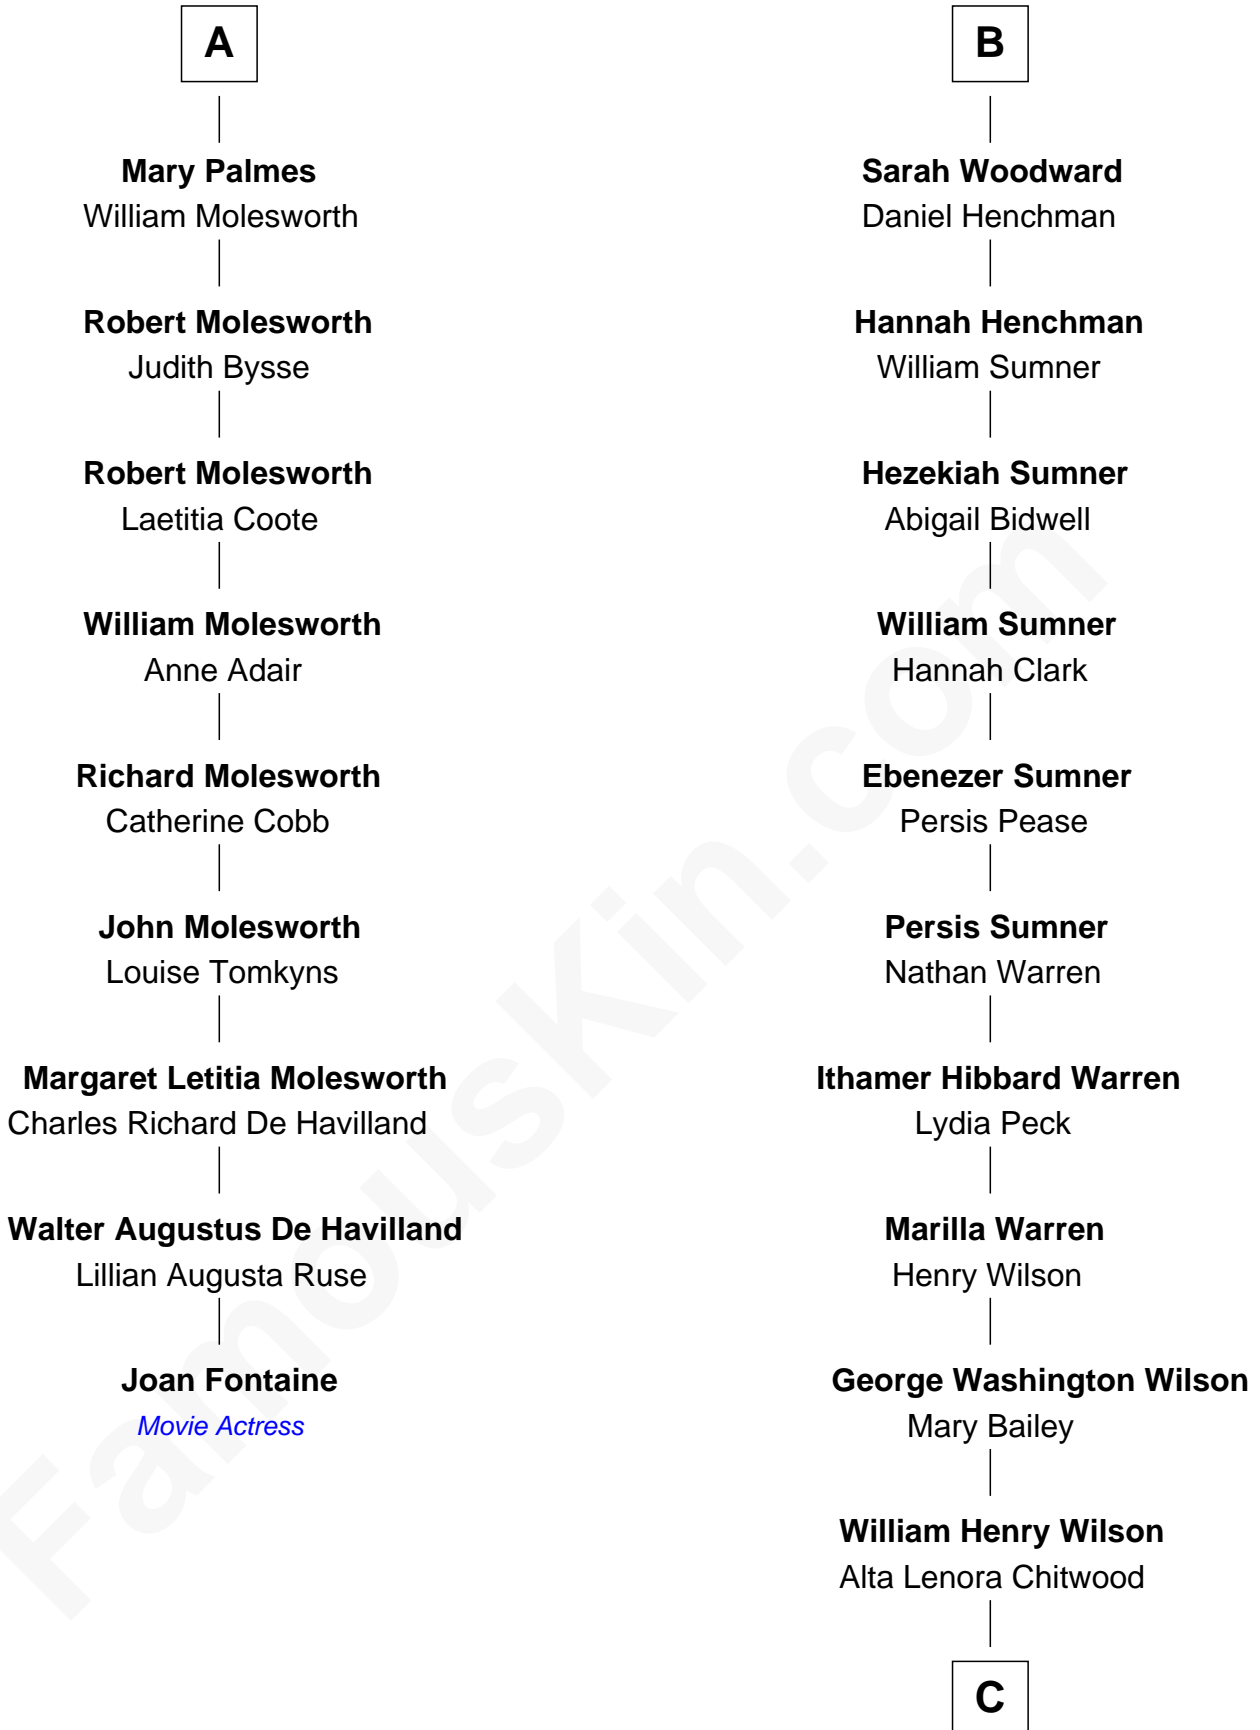 A
Mary Palmes
William Molesworth
Robert Molesworth
Judith Bysse
Robert Molesworth
Laetitia Coote
William Molesworth
Anne Adair
Richard Molesworth
Catherine Cobb
John Molesworth
Louise Tomkyns
Margaret Letitia Molesworth
Charles Richard De Havilland
Walter Augustus De Havilland
Lillian Augusta Ruse
Joan Fontaine
Movie Actress
B
Sarah Woodward
Daniel Henchman
Hannah Henchman
William Sumner
Hezekiah Sumner
Abigail Bidwell
William Sumner
Hannah Clark
Ebenezer Sumner
Persis Pease
Persis Sumner
Nathan Warren
Ithamer Hibbard Warren
Lydia Peck
Marilla Warren
Henry Wilson
George Washington Wilson
Mary Bailey
William Henry Wilson
Alta Lenora Chitwood
C
FamousKin.com